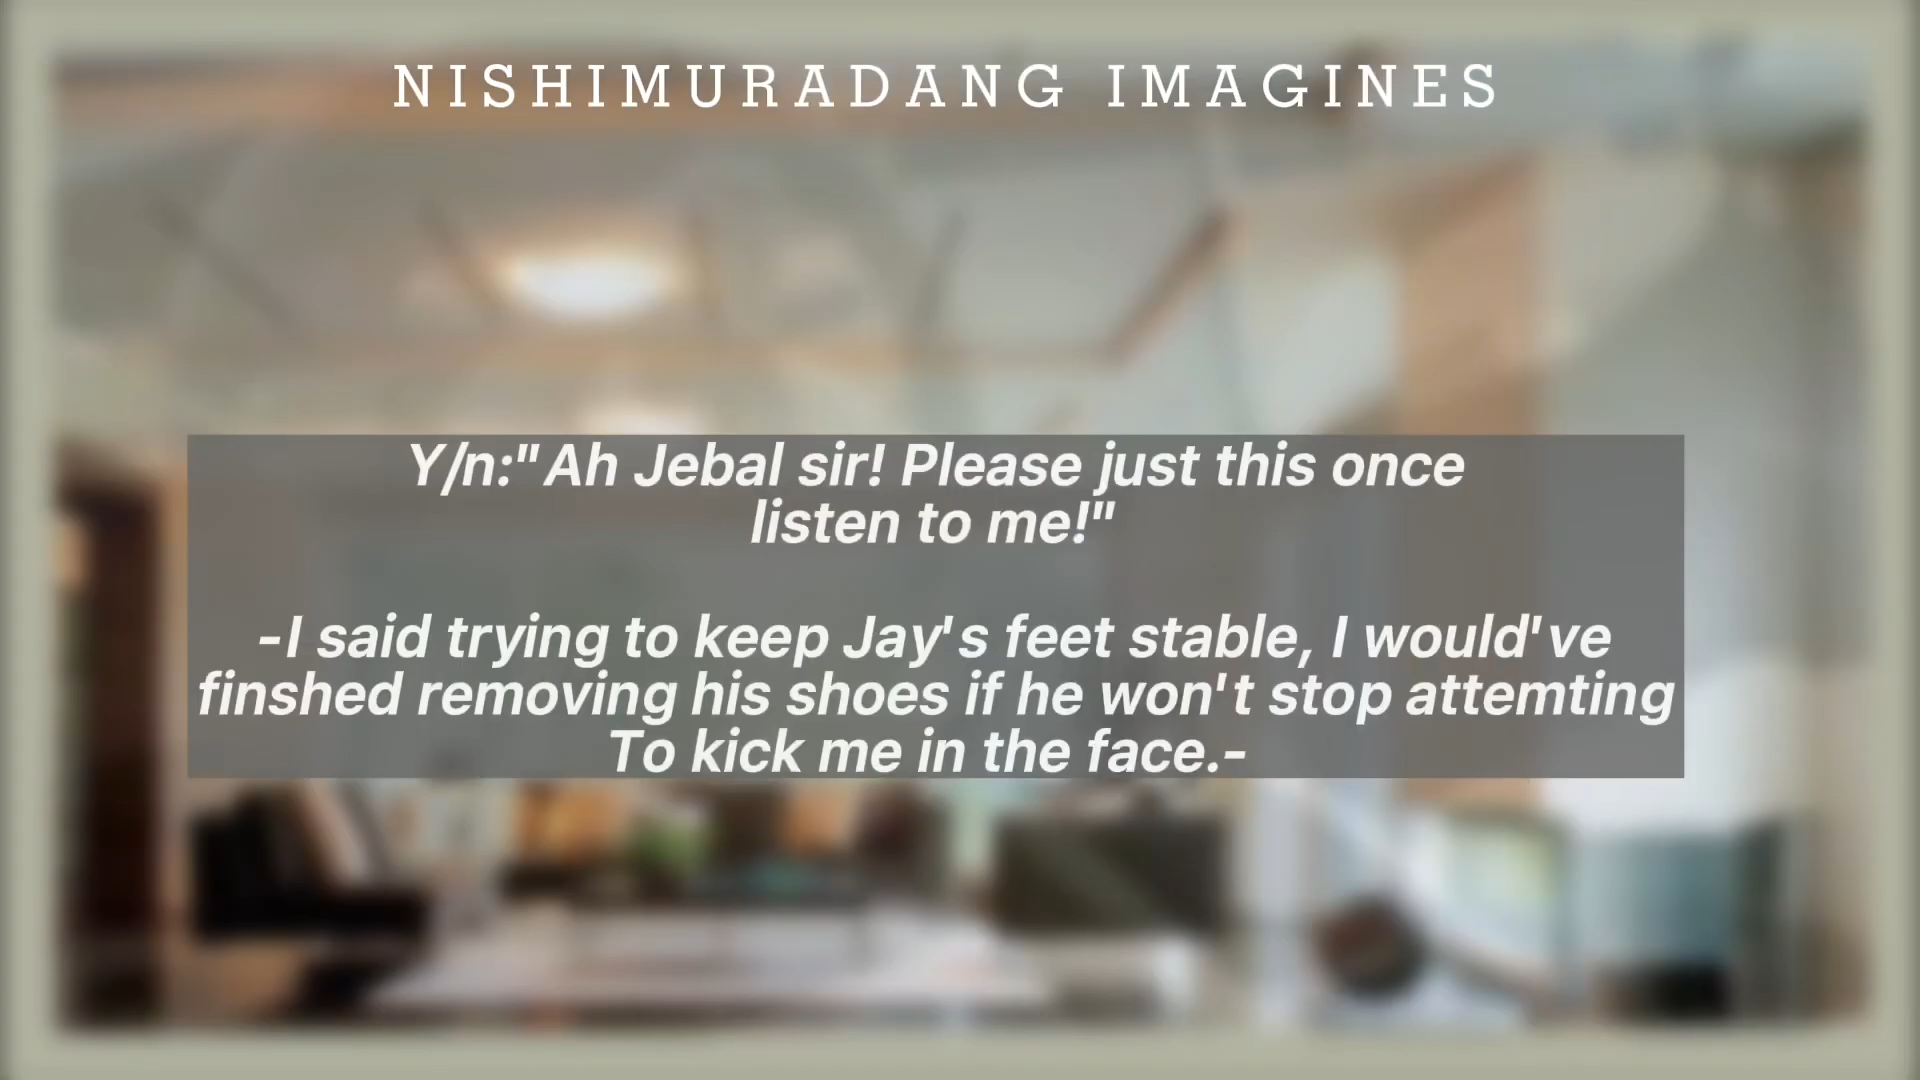 NISHIMURADANG IMAGINES
Y/n:"Ah Jebal sir! Please just this once
listen to me!"
-I said trying to keep Jay's feet stable, I would've
finshed removing his shoes if he won't stop attemting
To kick me in the face.-